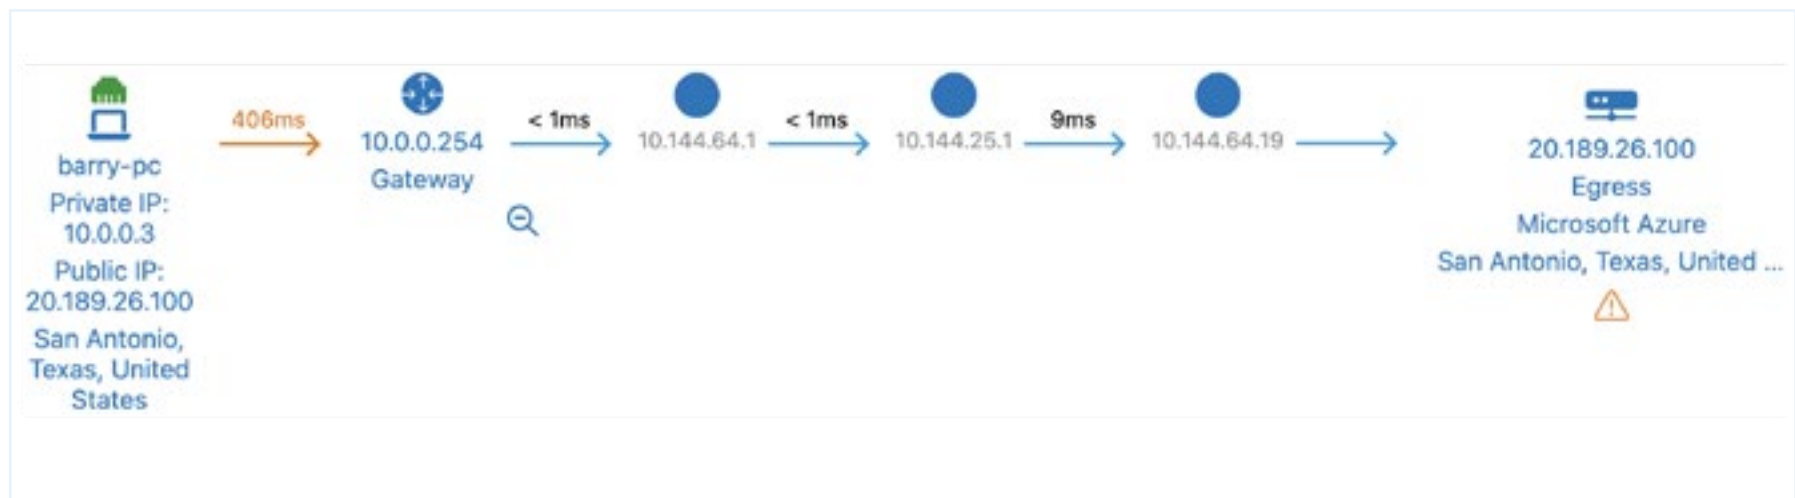 406ms
< 1ms
< 1ms
9ms
10.0.0.254
10.144.64.1
10.144.25.1
10.144.64.19
20.189.26.100
barry-pc
Gateway
Egress
Private IP:
10.0.0.3
Microsoft Azure
Public IP:
San Antonio, Texas, United ...
20.189.26.100
San Antonio,
Texas, United
States